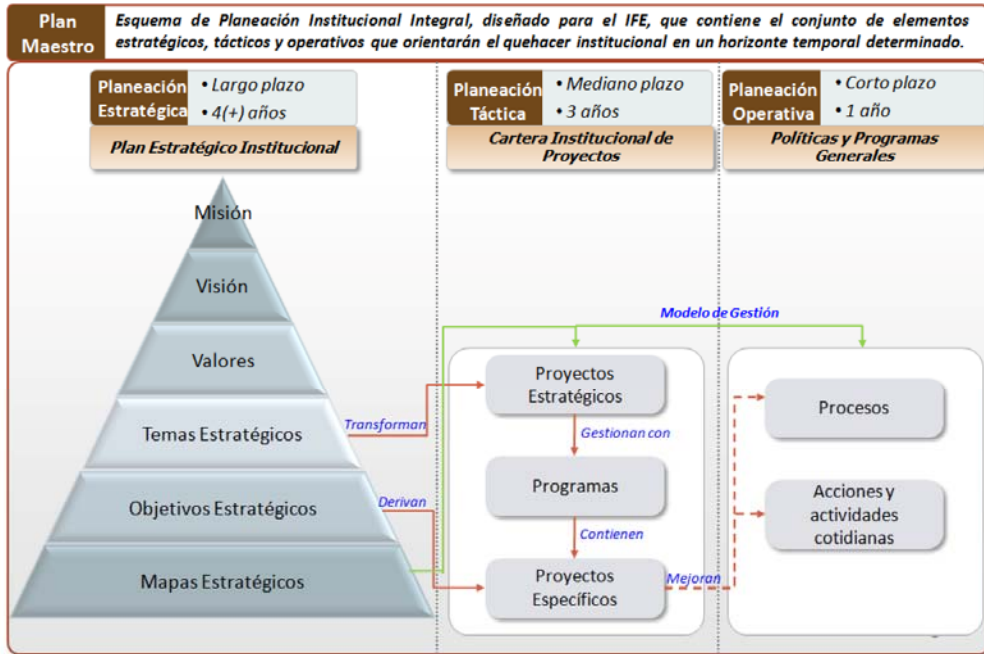 Plan
Maestro
Esquema de Planeación Institucional Integral, diseñado para el IFE, que contiene el conjunto de elementos
estratégicos, tácticos y operativos que orientarán el quehacer institucional en un horizonte temporal determinado.
Planeación
Estratégica
• Largo plazo
• 4(+) años
Plan Estratégico Institucional
Planeación
Táctica
• Mediano plazo
• 3 años
Cartera Institucional de
Proyectos
Planeación
Operativa
• Corto plazo
• 1 año
Políticas y Programas
Generales
Misión
Visión
Valores
Temas Estratégicos
Objetivos Estratégicos
Mapas Estratégicos
Transforman
Derivan
Modelo de Gestión
Proyectos
Estratégicos
Gestionan con
Programas
Contienen
Proyectos
Específicos
Mejoran
Procesos
Acciones y
actividades
cotidianas